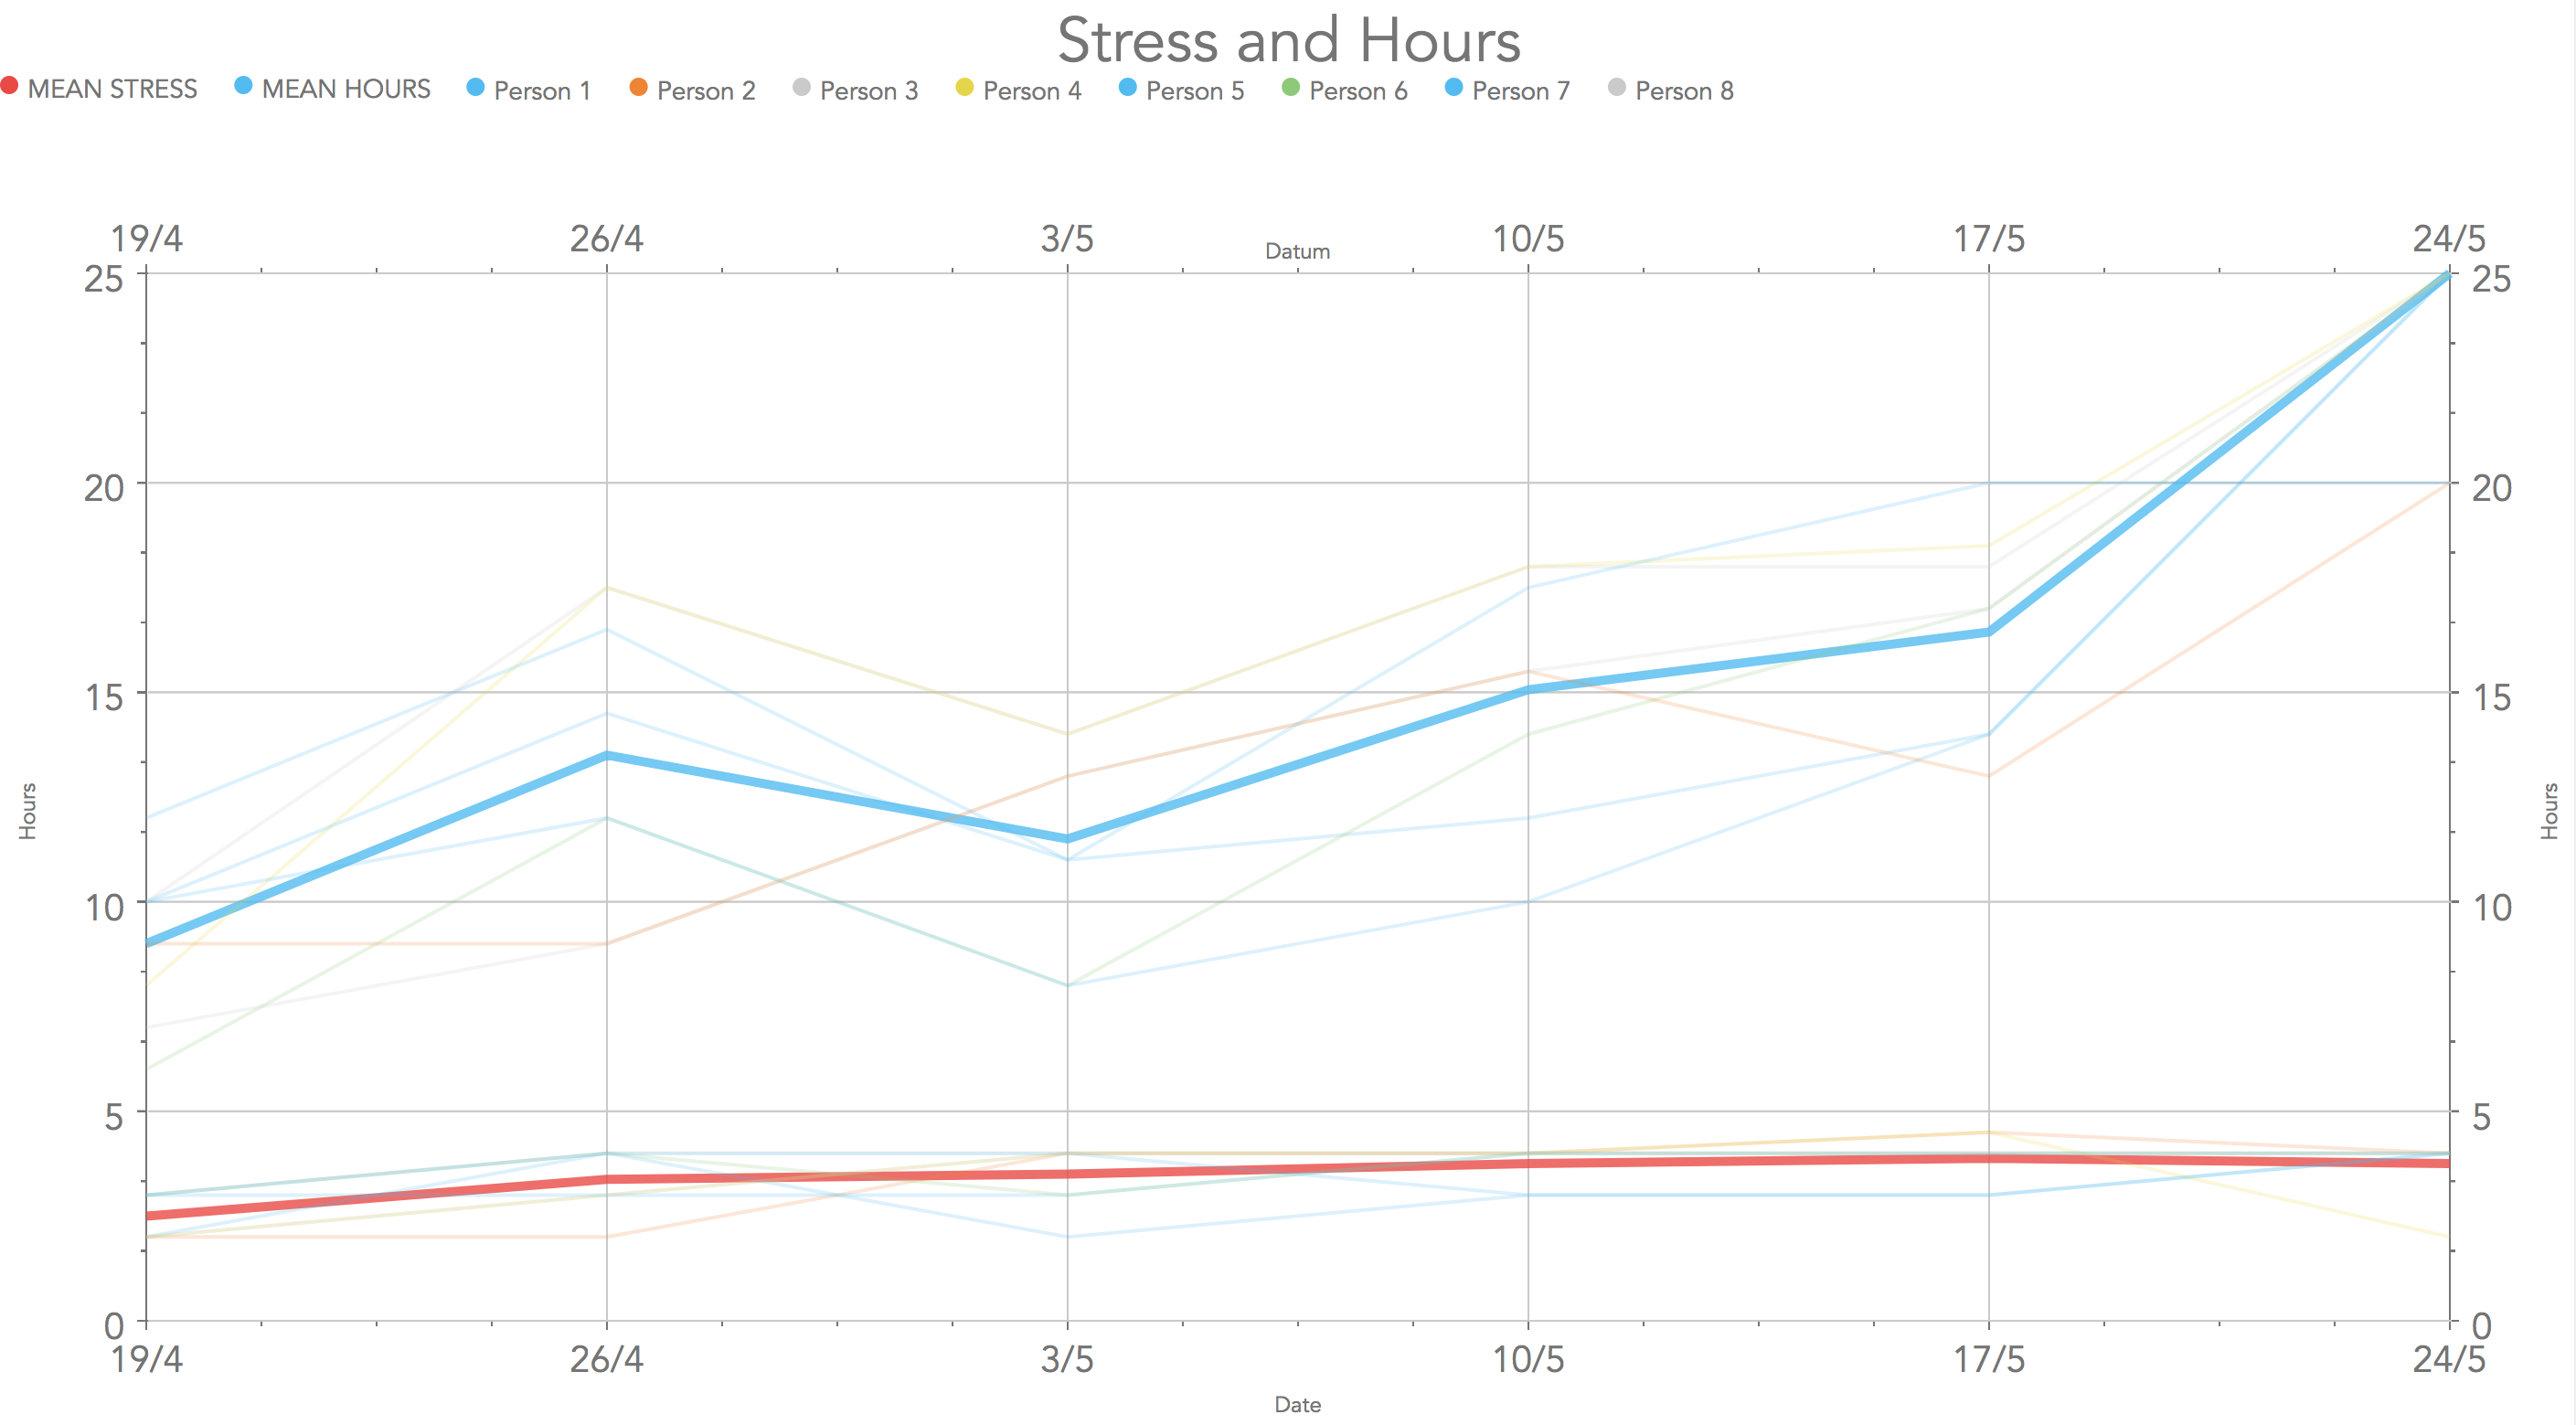 Stress and Hours
MEAN STRESS MEAN HOURS Person 1 Person 2 Person 3 Person 4 Person 5 Person 6 Person 7 Person 8
19/4 26/4 3/5 Datum 10/5 17/5 24/5
25 25
20 20
15 15
Hours Hours
10 10
5 5
0 0
19/4 26/4 3/5 10/5 17/5 24/5
Date